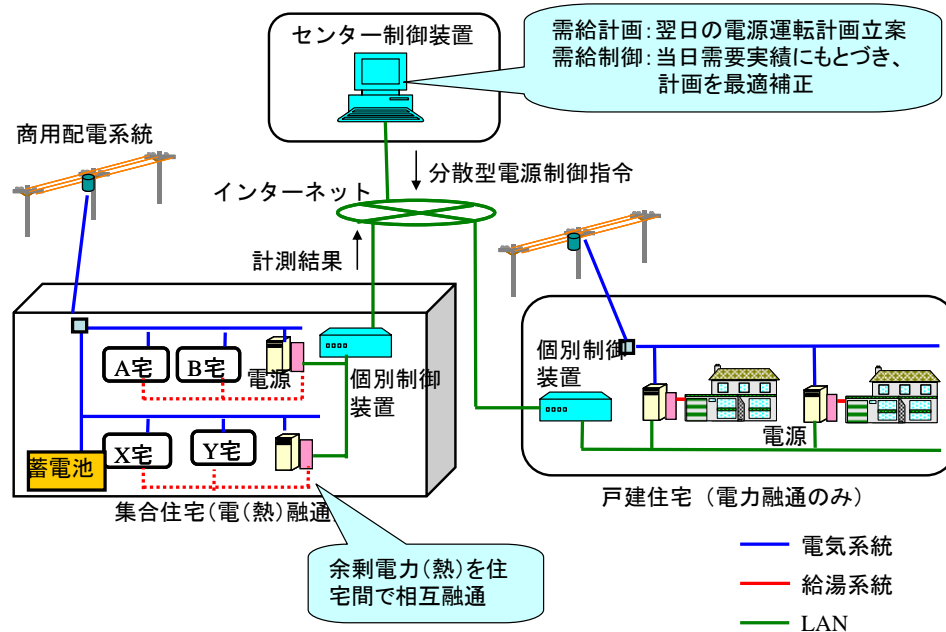 センター制御装置
需給計画：翌日の電源運転計画立案
需給制御：当日需要実績にもとづき、
計画を最適補正
商用配電系統
分散型電源制御指令
インターネット
計測結果
A宅
B宅
電源
個別制御
装置
X宅
Y宅
蓄電池
集合住宅（電（熱）融通
個別制御
装置
電源
戸建住宅（電力融通のみ）
余剰電力（熱）を住
宅間で相互融通
電気系統
給湯系統
LAN